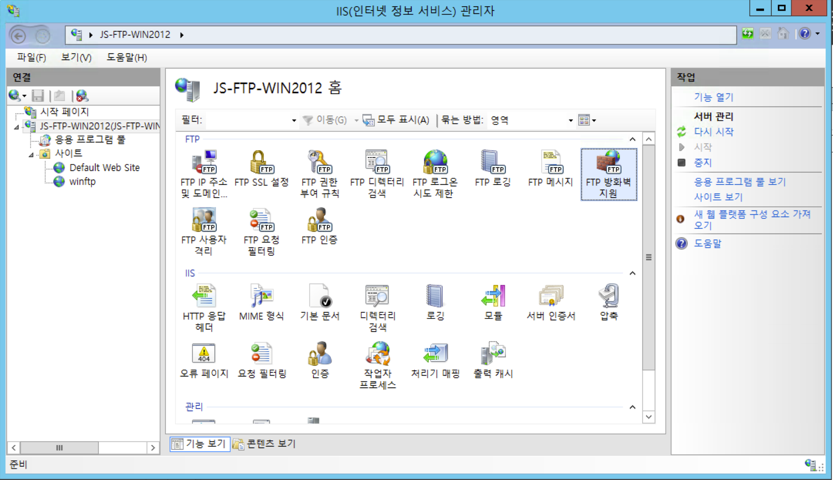 IIS(인터넷 정보 서비스) 관리자
JS-FTP-WIN2012
파일(F) 보기(V) 도움말(H)
연결
시작 페이지
JS-FTP-WIN2012(JS-FTP-WIN
응용 프로그램 풀
사이트
Default Web Site
winftp
JS-FTP-WIN2012 홈
필터: 이동(G) 모두 표시(A) 묶는 방법: 영역
FTP
FTP IP 주소 및 도메인...
FTP SSL 설정
FTP 권한 부여 규칙
FTP 디렉터리 검색
FTP 로그온 시도 제한
FTP 로깅
FTP 메시지
FTP 방화벽 지원
FTP 사용자 격리
FTP 요청 필터링
FTP 인증
IIS
HTTP 응답 헤더
MIME 형식
기본 문서
디렉터리 검색
로깅
모듈
서버 인증서
압축
오류 페이지
요청 필터링
인증
작업자 프로세스
처리기 매핑
출력 캐시
관리
기능 보기 콘텐츠 보기
작업
기능 열기
서버 관리
다시 시작
시작
중지
응용 프로그램 풀 보기
사이트 보기
새 웹 플랫폼 구성 요소 가져
오기
도움말
준비